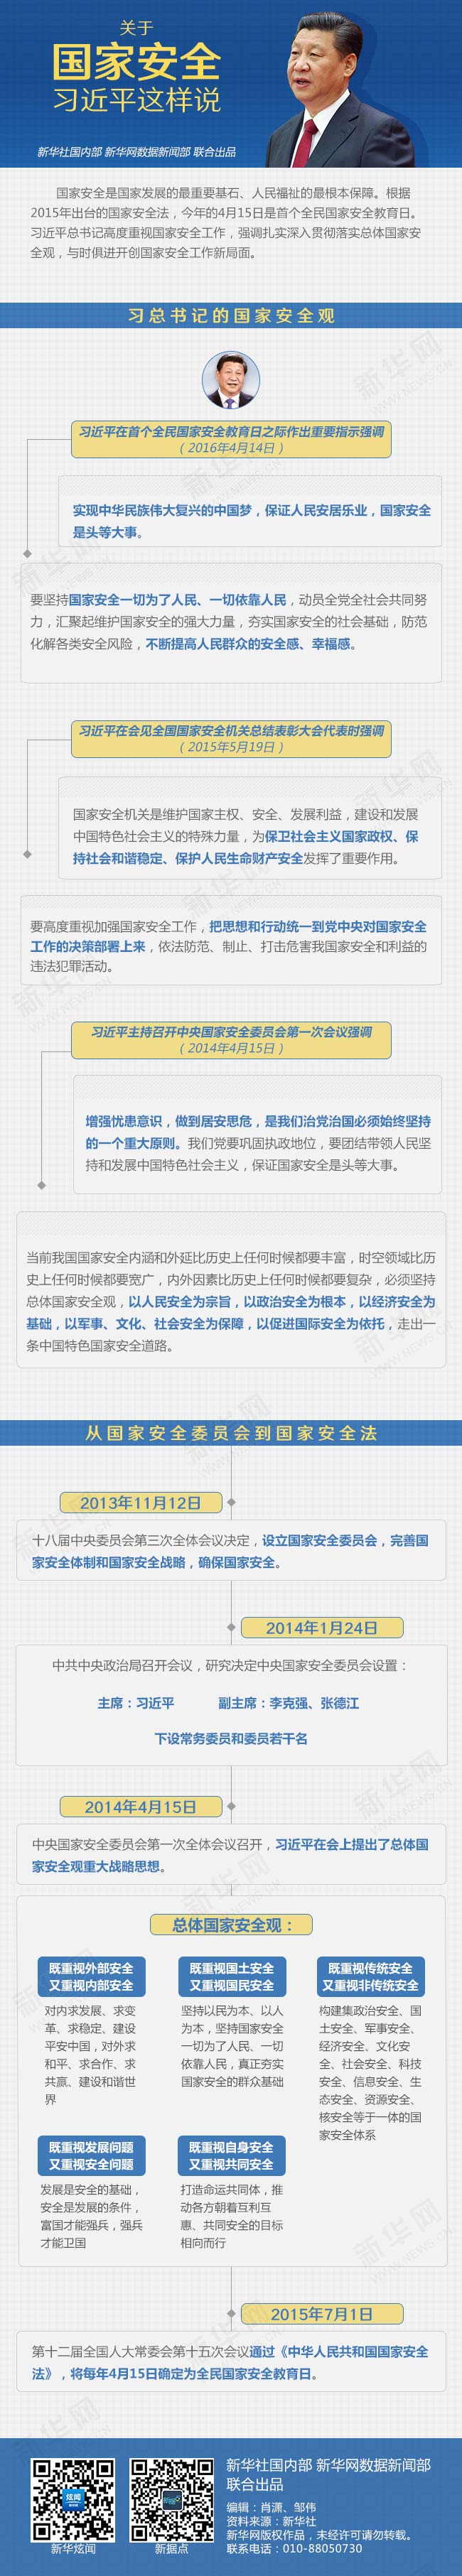 关于
国家安全
习近平这样说
新华社国内部 新华网数据新闻部 联合出品
国家安全是国家发展的最重要基石、人民福祉的最根本保障。根据
2015年出台的国家安全法，今年的4月15日是首个全民国家安全教育日。
习近平总书记高度重视国家安全工作，强调扎实深入贯彻落实总体国家安
全观，与时俱进开创国家安全工作新局面。
习总书记的国家安全观
习近平在首个全民国家安全教育日之际作出重要指示强调
（2016年4月14日）
实现中华民族伟大复兴的中国梦，保证人民安居乐业，国家安全
是头等大事。
要坚持国家安全一切为了人民、一切依靠人民，动员全党全社会共同努
力，汇聚起维护国家安全的强大力量，夯实国家安全的社会基础，防范
化解各类安全风险，不断提高人民群众的安全感、幸福感。
习近平在会见全国国家安全机关总结表彰大会代表时强调
（2015年5月19日）
国家安全机关是维护国家主权、安全、发展利益，建设和发展
中国特色社会主义的特殊力量，为保卫社会主义国家政权、保
持社会和谐稳定、保护人民生命财产安全发挥了重要作用。
要高度重视加强国家安全工作，把思想和行动统一到党中央对国家安全
工作的决策部署上来，依法防范、制止、打击危害我国家安全和利益的
违法犯罪活动。
习近平主持召开中央国家安全委员会第一次会议强调
（2014年4月15日）
增强忧患意识，做到居安思危，是我们治党治国必须始终坚持
的一个重大原则。我们党要巩固执政地位，要团结带领人民坚
持和发展中国特色社会主义，保证国家安全是头等大事。
当前我国国家安全内涵和外延比历史上任何时候都要丰富，时空领域比历
史上任何时候都要宽广，内外因素比历史上任何时候都要复杂，必须坚持
总体国家安全观，以人民安全为宗旨，以政治安全为根本，以经济安全为
基础，以军事、文化、社会安全为保障，以促进国际安全为依托，走出一
条中国特色国家安全道路。
从国家安全委员会到国家安全法
2013年11月12日
十八届中央委员会第三次全体会议决定，设立国家安全委员会，完善国
家安全体制和国家安全战略，确保国家安全。
2014年1月24日
中共中央政治局召开会议，研究决定中央国家安全委员会设置：
主席：习近平 副主席：李克强、张德江
下设常务委员和委员若干名
2014年4月15日
中央国家安全委员会第一次全体会议召开，习近平在会上提出了总体国
家安全观重大战略思想。
总体国家安全观：
既重视外部安全
又重视内部安全
对内求发展、求变
革、求稳定、建设
平安中国，对外求
和平、求合作、求
共赢、建设和谐世
界
既重视国土安全
又重视国民安全
坚持以民为本、以人
为本，坚持国家安全
一切为了人民、一切
依靠人民，真正夯实
国家安全的群众基础
既重视传统安全
又重视非传统安全
构建集政治安全、国
土安全、军事安全、
经济安全、文化安
全、社会安全、科技
安全、信息安全、生
态安全、资源安全、
核安全等于一体的国
家安全体系
既重视发展问题
又重视安全问题
发展是安全的基础，
安全是发展的条件，
富国才能强兵，强兵
才能卫国
既重视自身安全
又重视共同安全
打造命运共同体，推
动各方朝着互利互
惠、共同安全的目标
相向而行
2015年7月1日
第十二届全国人大常委会第十五次会议通过《中华人民共和国国家安全
法》，将每年4月15日确定为全民国家安全教育日。
炫闻
新华炫闻
新据点
新华社国内部 新华网数据新闻部
联合出品
编辑：肖潇、邹伟
资料来源：新华社
新华网版权作品，未经许可请勿转载。
联系电话：010-88050730
新华网
WWW.NEWS.CN